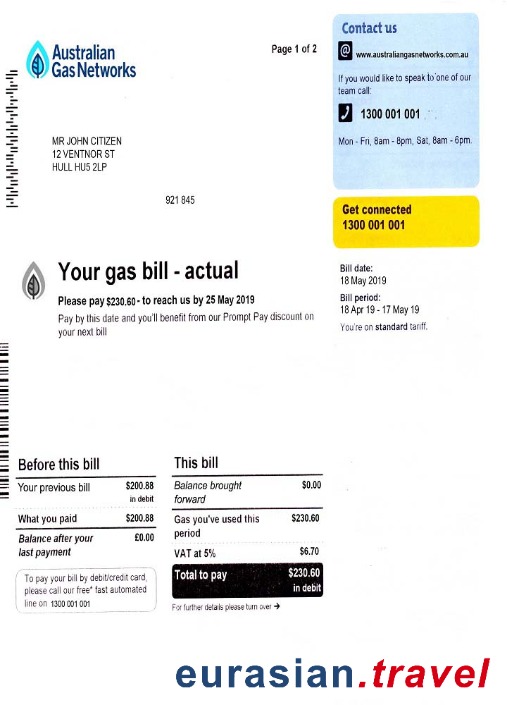 Australian
Gas Networks
Page 1 of 2
Contact us
@ www.australiangasnetworks.com.au
If you would like to speak to one of our
team call:
1300 001 001
Mon - Fri, 8am - 8pm, Sat, 8am - 6pm.
MR JOHN CITIZEN
12 VENTNOR ST
HULL HU5 2LP
921 845
Get connected
1300 001 001
Your gas bill - actual
Please pay $230.60 - to reach us by 25 May 2019
Pay by this date and you'll benefit from our Prompt Pay discount on
your next bill
Bill date:
18 May 2019
Bill period:
18 Apr 19 - 17 May 19
You're on standard tariff.
Before this bill
Your previous bill $200.88
in debit
What you paid $200.88
Balance after your £0.00
last payment
To pay your bill by debit/credit card,
please call our free* fast automated
line on 1300 001 001
This bill
Balance brought $0.00
forward
Gas you've used this $230.60
period
VAT at 5% $6.70
Total to pay $230.60
in debit
For further details please turn over →
eurasian.travel